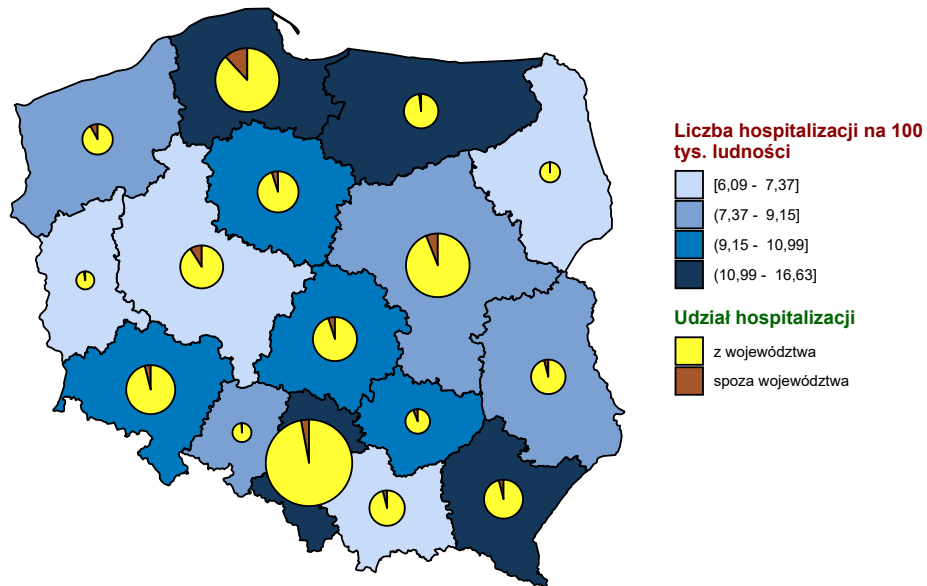 Liczba hospitalizacji na 100
tys. ludności
[6,09 - 7,37]
(7,37 - 9,15]
(9,15 - 10,99]
(10,99 - 16,63]
Udział hospitalizacji
z województwa
spoza województwa